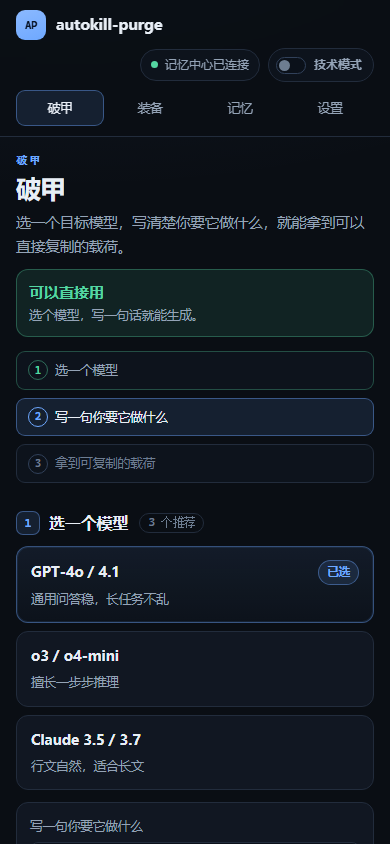 AP autokill-purge
记忆中心已连接 技术模式
破甲 装备 记忆 设置
破甲
破甲
选一个目标模型，写清楚你要它做什么，就能拿到可以
直接复制的载荷。
可以直接用
选个模型，写一句话就能生成。
1 选一个模型
2 写一句你要它做什么
3 拿到可复制的载荷
1 选一个模型 3 个推荐
GPT-4o / 4.1 已选
通用问答稳，长任务不乱
o3 / o4-mini
擅长一步步推理
Claude 3.5 / 3.7
行文自然，适合长文
写一句你要它做什么